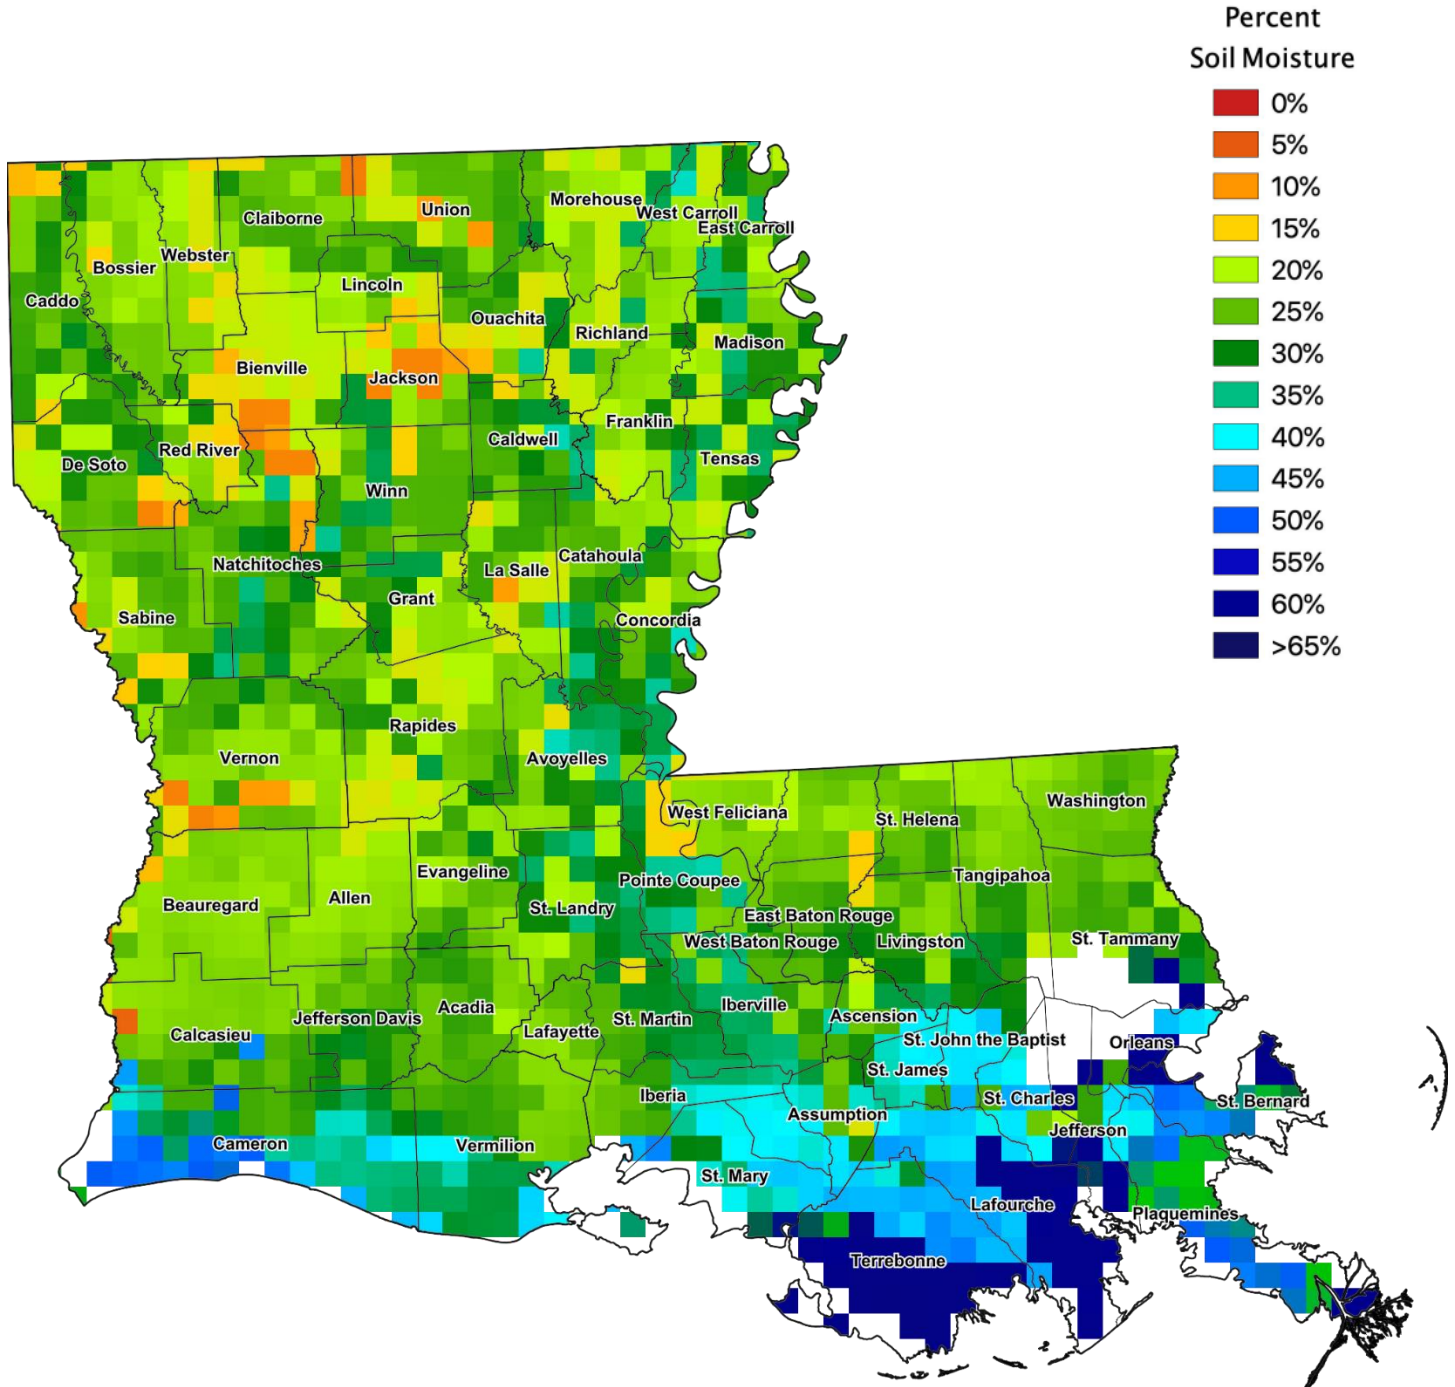 Percent
Soil Moisture
0%
5%
10%
15%
20%
25%
30%
35%
40%
45%
50%
55%
60%
>65%
Morehouse
West Carroll
East Carroll
Union
Claiborne
Webster
Bossier
Lincoln
Caddo
Ouachita
Richland
Madison
Bienville
Jackson
Franklin
Caldwell
Red River
De Soto
Tensas
Winn
Catahoula
Natchitoches
La Salle
Grant
Sabine
Concordia
Rapides
Vernon
Avoyelles
West Feliciana
Washington
St. Helena
Evangeline
Pointe Coupee
Tangipahoa
Allen
Beauregard
St. Landry
East Baton Rouge
West Baton Rouge
Livingston
St. Tammany
Iberville
Acadia
Jefferson Davis
Ascension
St. Martin
Lafayette
Calcasieu
St. John the Baptist
Orleans
St. James
Iberia
St. Charles
St. Bernard
Assumption
Jefferson
Cameron
Vermilion
St. Mary
Lafourche
Plaquemines
Terrebonne